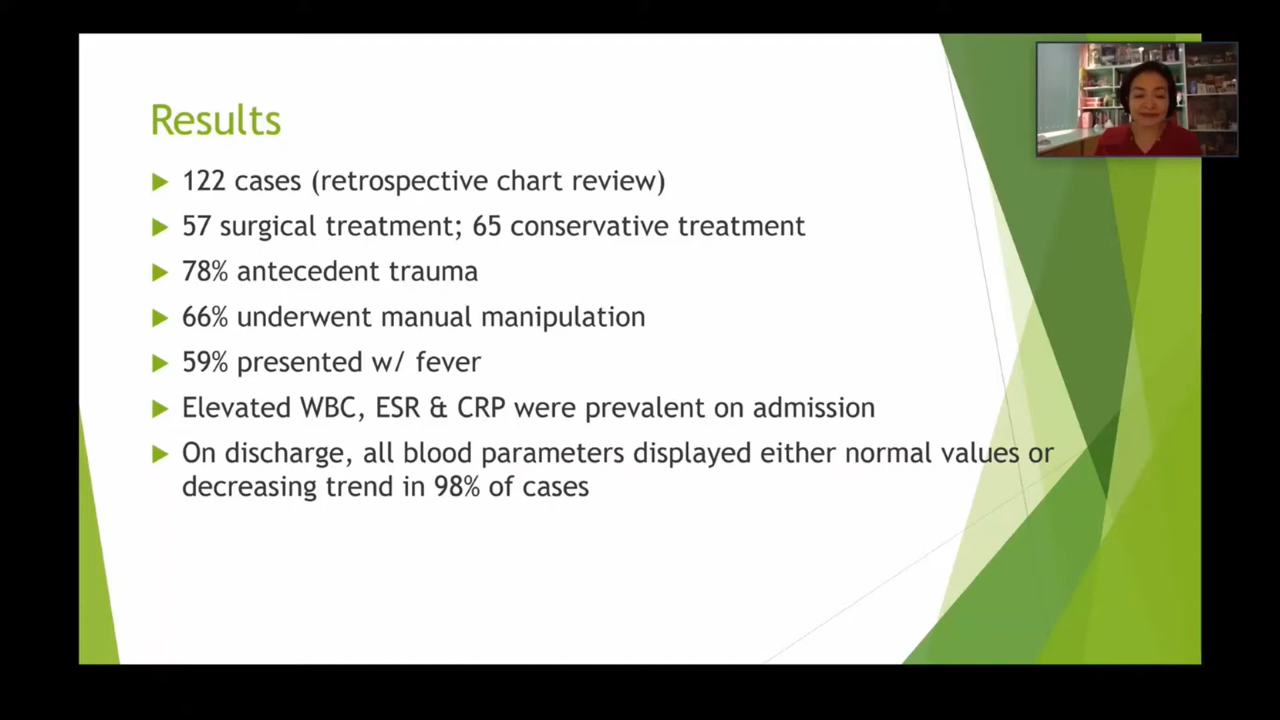 Results
122 cases (retrospective chart review)
57 surgical treatment; 65 conservative treatment
78% antecedent trauma
66% underwent manual manipulation
59% presented w/ fever
Elevated WBC, ESR & CRP were prevalent on admission
On discharge, all blood parameters displayed either normal values or
decreasing trend in 98% of cases